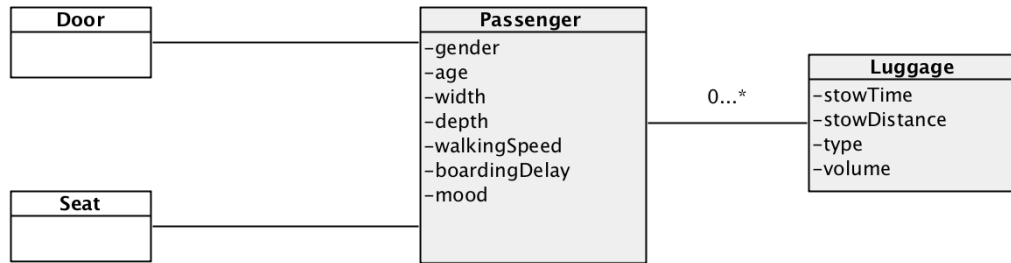 Door
Passenger
-gender
-age
-width
-depth
-walkingSpeed
-boardingDelay
-mood
0...*
Luggage
-stowTime
-stowDistance
-type
-volume
Seat